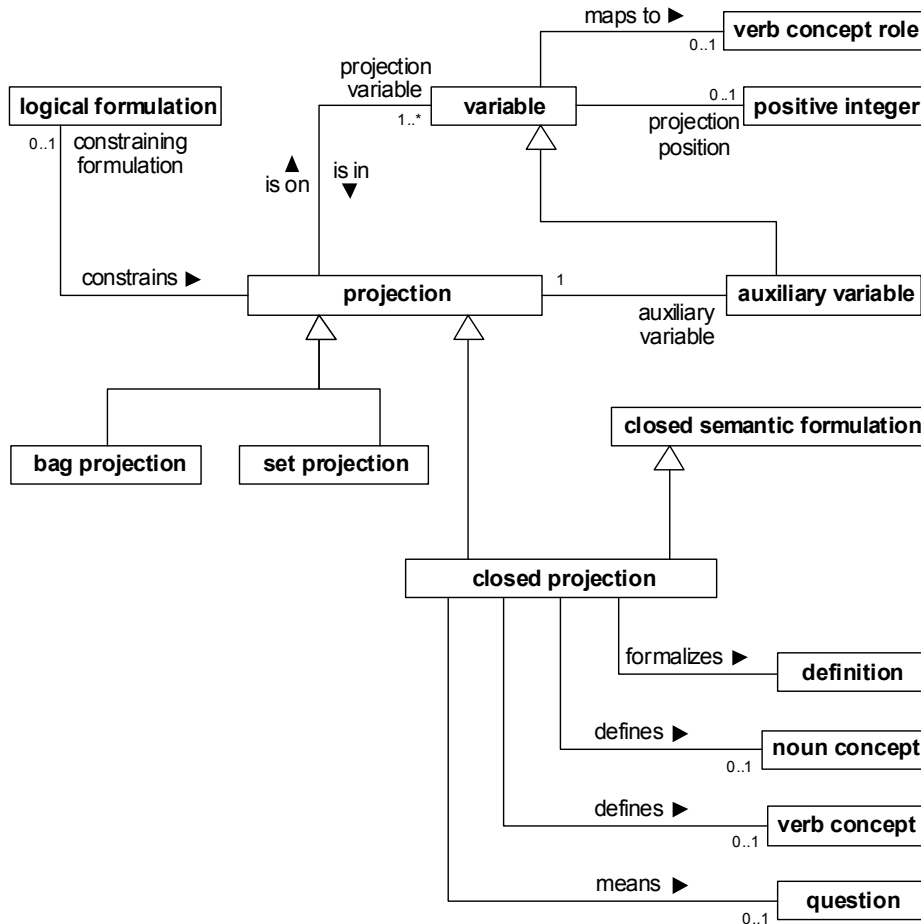 maps to ►
verb concept role
0..1
projection
variable
logical formulation
variable
0..1
positive integer
0..1
constraining
formulation
1..*
projection
position
▲
is on
is in
▼
constrains ►
projection
1
auxiliary variable
auxiliary
variable
closed semantic formulation
bag projection
set projection
closed projection
formalizes ►
definition
defines ►
noun concept
0..1
defines ►
verb concept
0..1
means ►
question
0..1